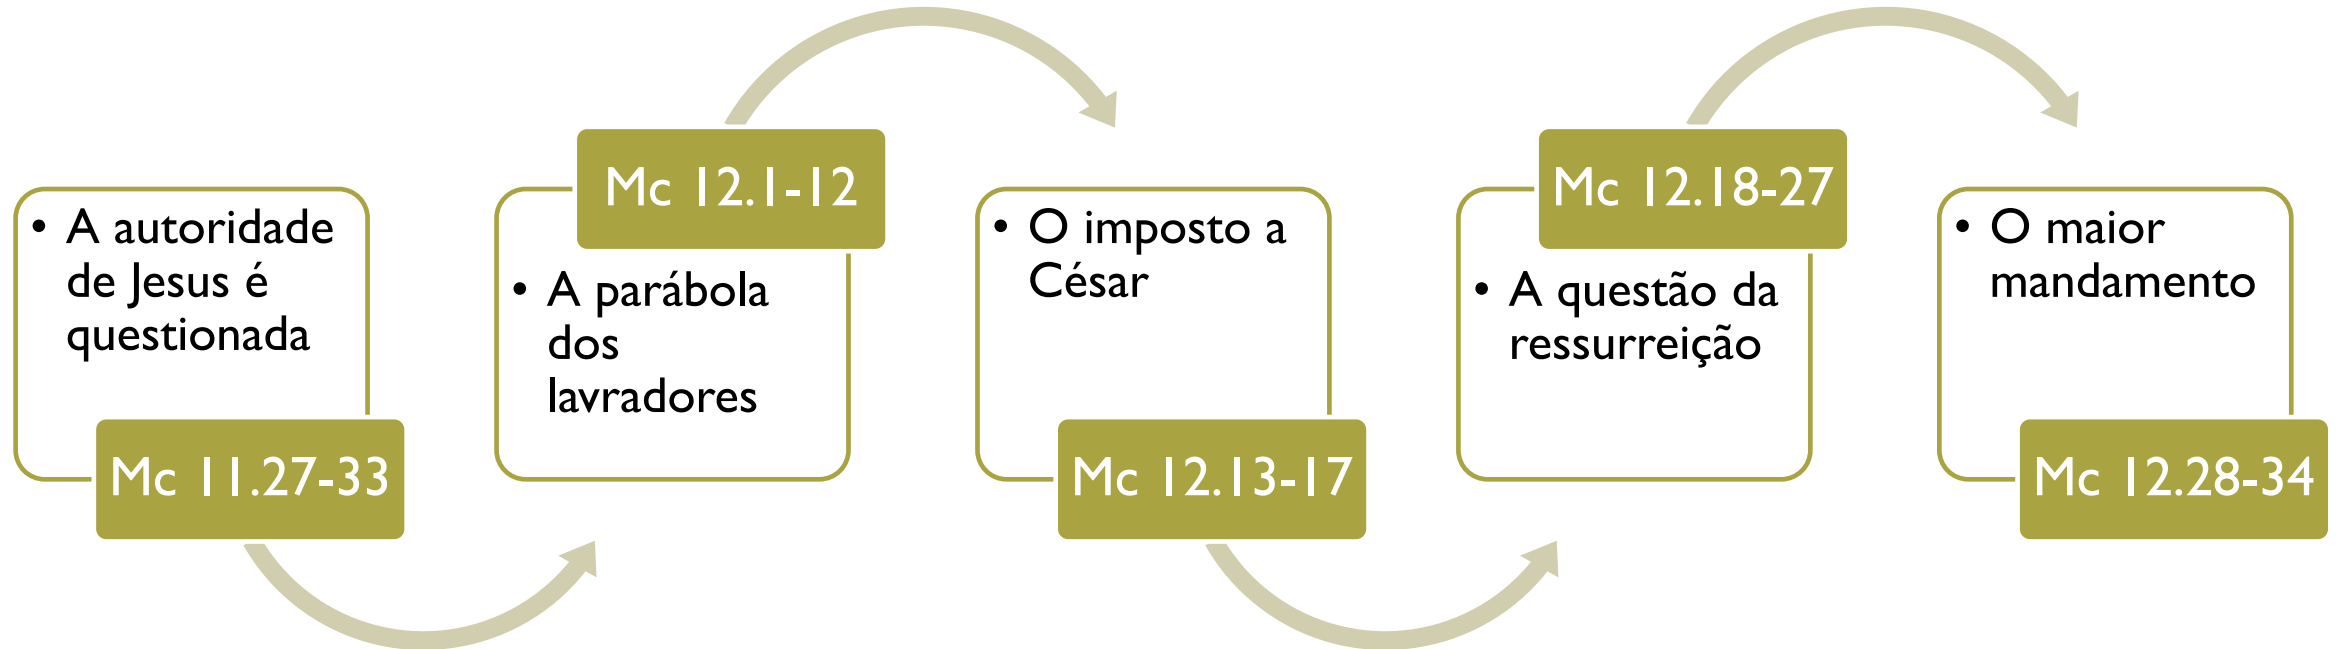 • A autoridade
de Jesus é
questionada
Mc 11.27-33
Mc 12.1-12
• A parábola
dos
lavradores
• O imposto a
César
Mc 12.13-17
Mc 12.18-27
• A questão da
ressurreição
• O maior
mandamento
Mc 12.28-34